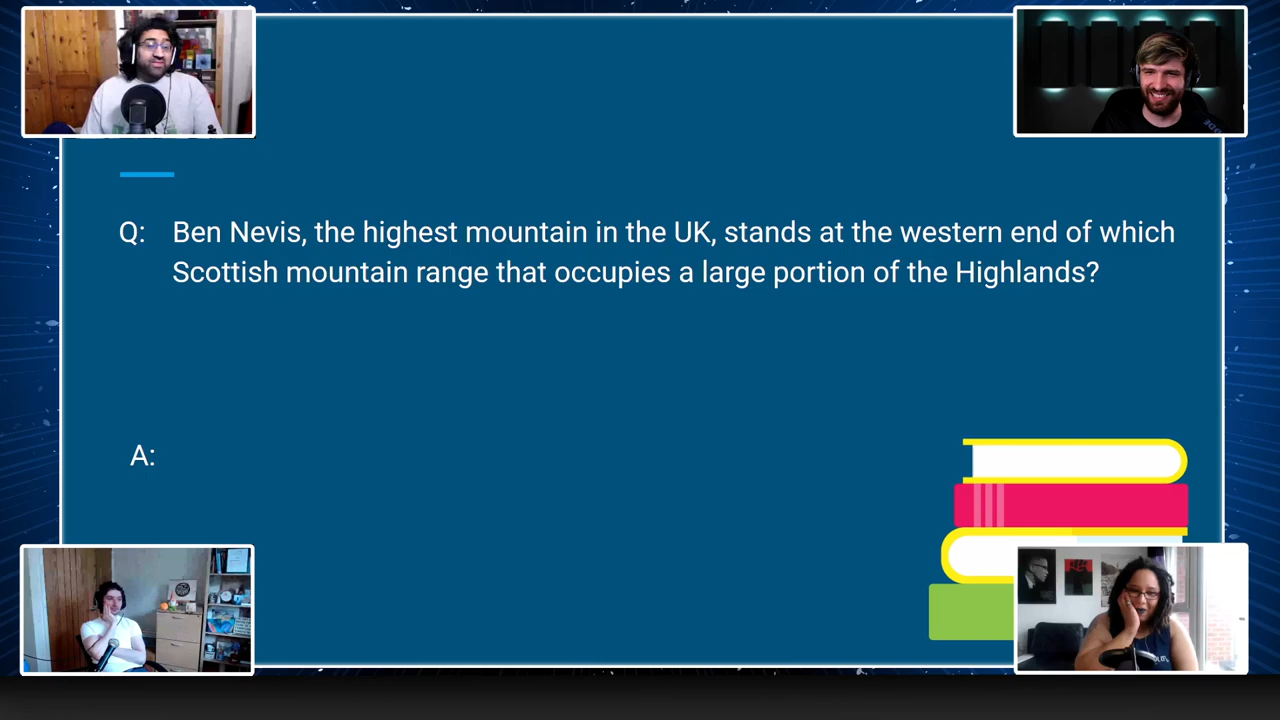 Q: Ben Nevis, the highest mountain in the UK, stands at the western end of which
Scottish mountain range that occupies a large portion of the Highlands?
A: